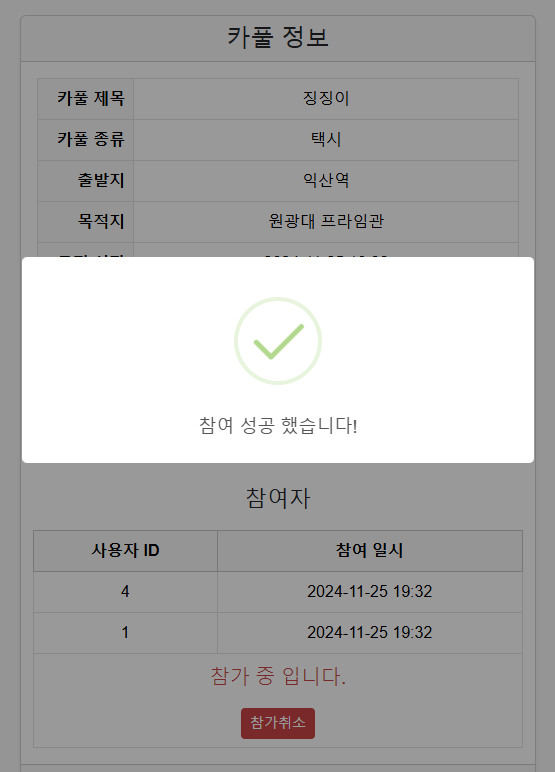 카풀 정보
카풀 제목 징징이
카풀 종류 택시
출발지 익산역
목적지 원광대 프라임관
참여 성공 했습니다!
참여자
사용자 ID 참여 일시
4 2024-11-25 19:32
1 2024-11-25 19:32
참가 중 입니다.
참가취소